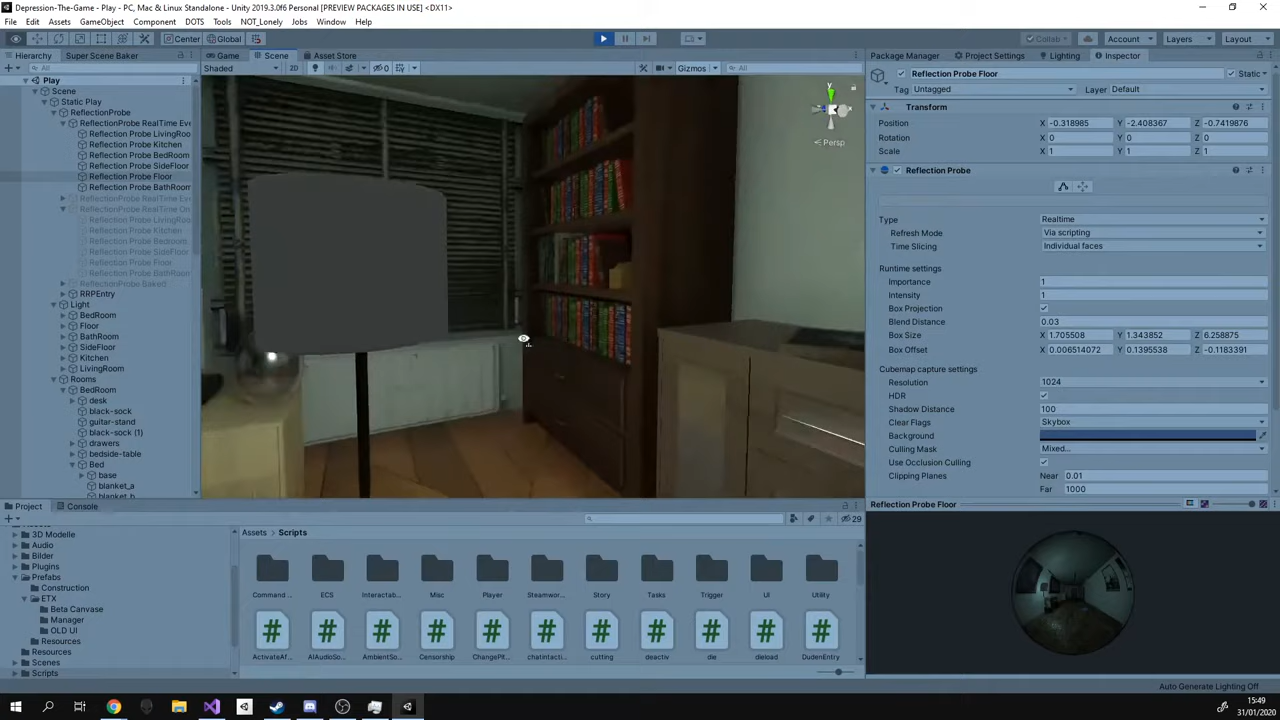 Depression-The-Game - Play - PC, Mac & Linux Standalone - Unity 2019.3.0f6 Personal [PREVIEW PACKAGES IN USE] <DX11>
File Edit Assets GameObject Component DOTS Tools NOT_Lonely Jobs Window Help
Center Global Collab Account Layers Layout
Hierarchy Super Scene Baker
All
Play
Scene
Static Play
ReflectionProbe
ReflectionProbe RealTime Eve
Reflection Probe LivingRoo
Reflection Probe Kitchen
Reflection Probe BedRoom
Reflection Probe SideFloor
Reflection Probe Floor
Reflection Probe BathRoom
ReflectionProbe RealTime Eve
ReflectionProbe RealTime On
Reflection Probe LivingRoo
Reflection Probe Kitchen
Reflection Probe Bedroom
Reflection Probe SideFloor
Reflection Probe Floor
Reflection Probe BathRoom
ReflectionProbe Baked
RRPEntry
Light
BedRoom
Floor
BathRoom
SideFloor
Kitchen
LivingRoom
Rooms
BedRoom
desk
black-sock
guitar-stand
black-sock (1)
drawers
bedside-table
Bed
base
blanket_a
blanket_b
Game Scene Asset Store
Shaded 2D 0 Gizmos All
y
Persp
Package Manager Project Settings Lighting Inspector
Reflection Probe Floor Static
Tag Untagged Layer Default
Transform
Position X -0.318985 Y -2.408367 Z -0.7419876
Rotation X 0 Y 0 Z 0
Scale X 1 Y 1 Z 1
Reflection Probe
Type Realtime
Refresh Mode Via scripting
Time Slicing Individual faces
Runtime settings
Importance 1
Intensity 1
Box Projection
Blend Distance 0.03
Box Size X 1.705508 Y 1.343852 Z 6.258875
Box Offset X 0.006514072 Y 0.1395538 Z -0.1183391
Cubemap capture settings
Resolution 1024
HDR
Shadow Distance 100
Clear Flags Skybox
Background
Culling Mask Mixed...
Use Occlusion Culling
Clipping Planes Near 0.01
Far 1000
Reflection Probe Floor
Project Console
29
3D Modelle
Audio
Bilder
Plugins
Prefabs
Construction
ETX
Beta Canvase
Manager
OLD UI
Resources
Resources
Scenes
Scripts
Assets Scripts
Command ... ECS Interactab... Misc Player Steamwor... Story Tasks Trigger UI Utility
ActivateAf... AIAudioSo... AmbientSo... Censorship ChangePIt... chatintacti... cutting deactiv die dieload DudenEntry
Auto Generate Lighting Off
15:49
31/01/2020